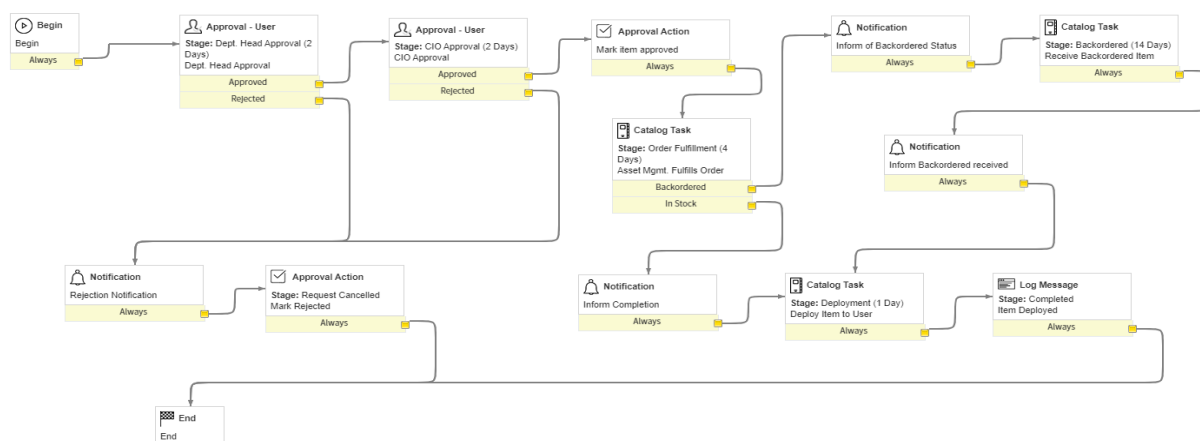 Begin
Begin
Always
Approval - User
Stage: Dept. Head Approval (2
Days)
Dept. Head Approval
Approved
Rejected
Approval - User
Stage: CIO Approval (2 Days)
CIO Approval
Approved
Rejected
Approval Action
Mark item approved
Always
Notification
Inform of Backordered Status
Always
Catalog Task
Stage: Backordered (14 Days)
Receive Backordered Item
Always
Catalog Task
Stage: Order Fulfillment (4
Days)
Asset Mgmt. Fulfills Order
Backordered
In Stock
Notification
Inform Backordered received
Always
Notification
Rejection Notification
Always
Approval Action
Stage: Request Cancelled
Mark Rejected
Always
Notification
Inform Completion
Always
Catalog Task
Stage: Deployment (1 Day)
Deploy Item to User
Always
Log Message
Stage: Completed
Item Deployed
Always
End
End